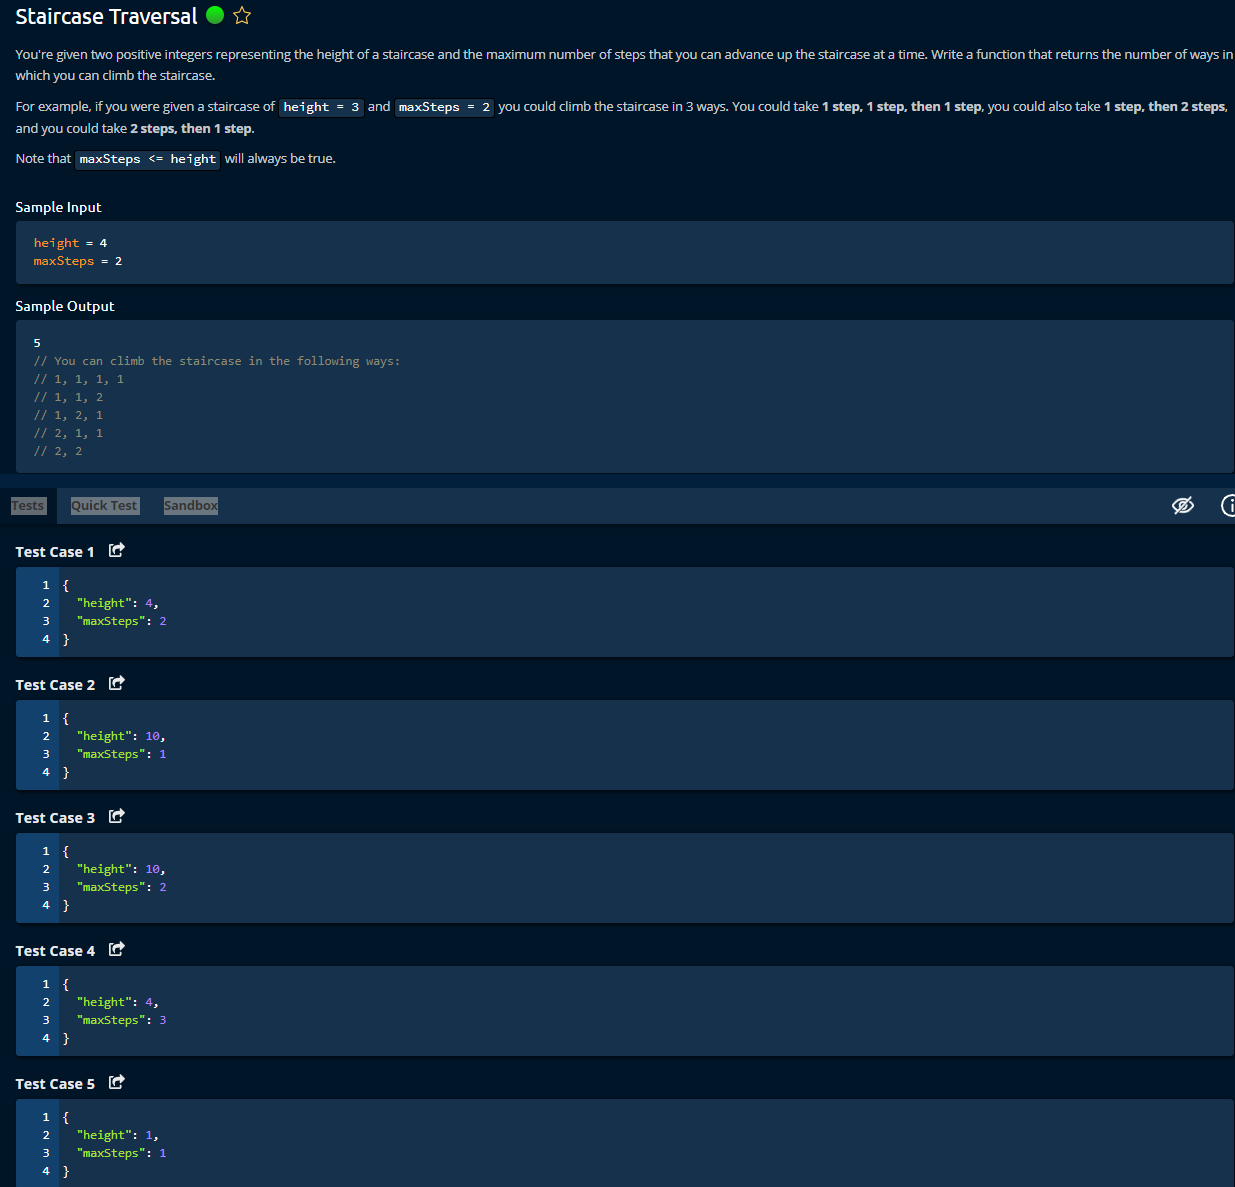 Staircase Traversal
You're given two positive integers representing the height of a staircase and the maximum number of steps that you can advance up the staircase at a time. Write a function that returns the number of ways in
which you can climb the staircase.
For example, if you were given a staircase of height = 3 and maxSteps = 2 you could climb the staircase in 3 ways. You could take 1 step, 1 step, then 1 step, you could also take 1 step, then 2 steps,
and you could take 2 steps, then 1 step.
Note that maxSteps <= height will always be true.
Sample Input
height = 4
maxSteps = 2
Sample Output
5
// You can climb the staircase in the following ways:
// 1, 1, 1, 1
// 1, 1, 2
// 1, 2, 1
// 2, 1, 1
// 2, 2
Tests Quick Test Sandbox
Test Case 1
1 {
2 "height": 4,
3 "maxSteps": 2
4 }
Test Case 2
1 {
2 "height": 10,
3 "maxSteps": 1
4 }
Test Case 3
1 {
2 "height": 10,
3 "maxSteps": 2
4 }
Test Case 4
1 {
2 "height": 4,
3 "maxSteps": 3
4 }
Test Case 5
1 {
2 "height": 1,
3 "maxSteps": 1
4 }